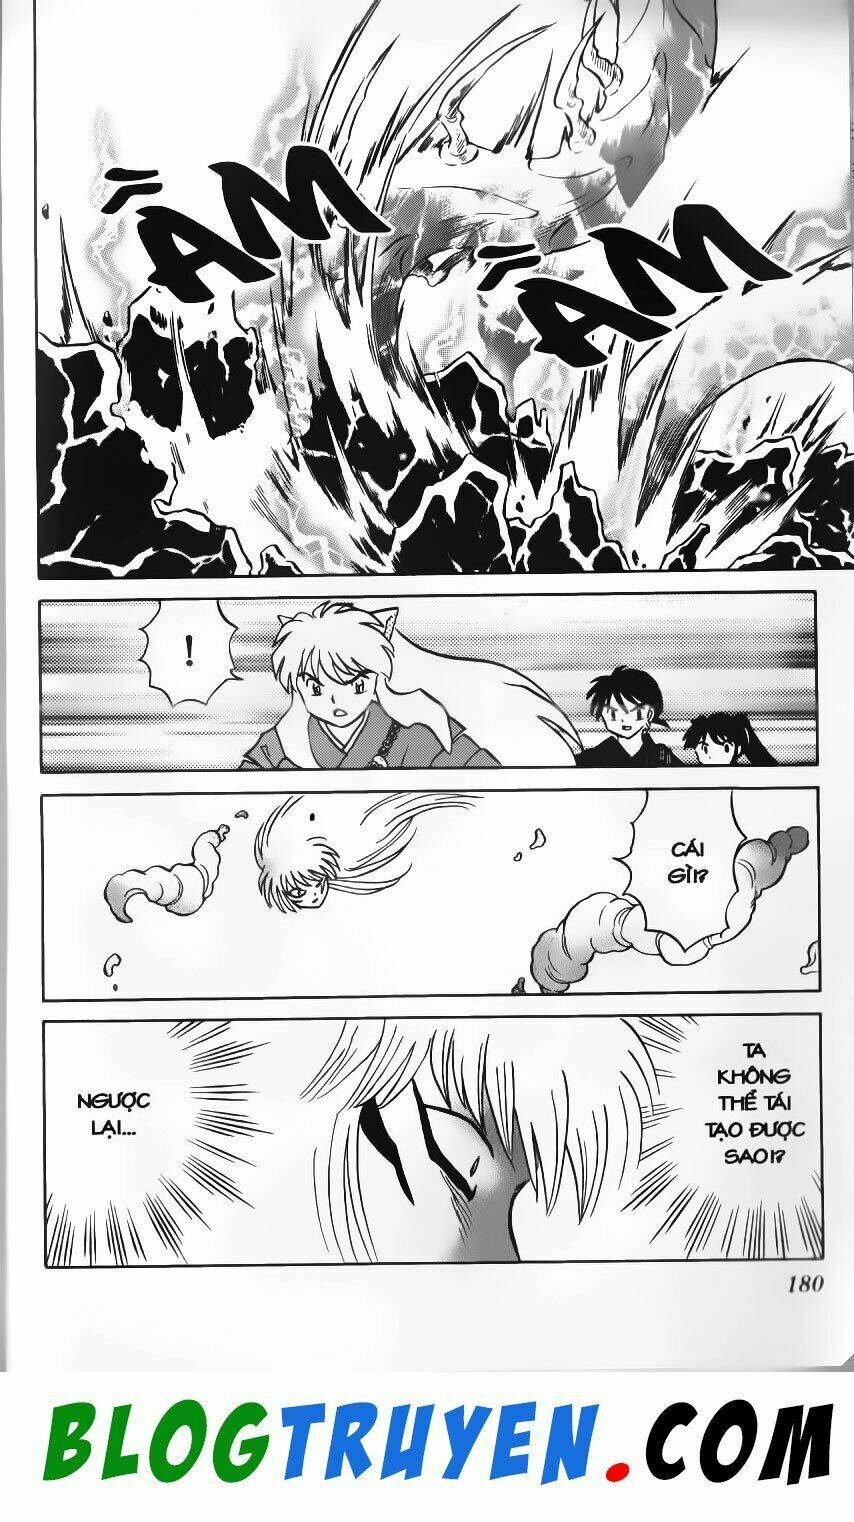 ẦM
ẦM
!
CÁI
GÌ!?
TA
KHÔNG
THỂ TÁI
TẠO ĐƯỢC
SAO!?
NGƯỢC
LẠI...
180
BLOGTRUYEN.COM